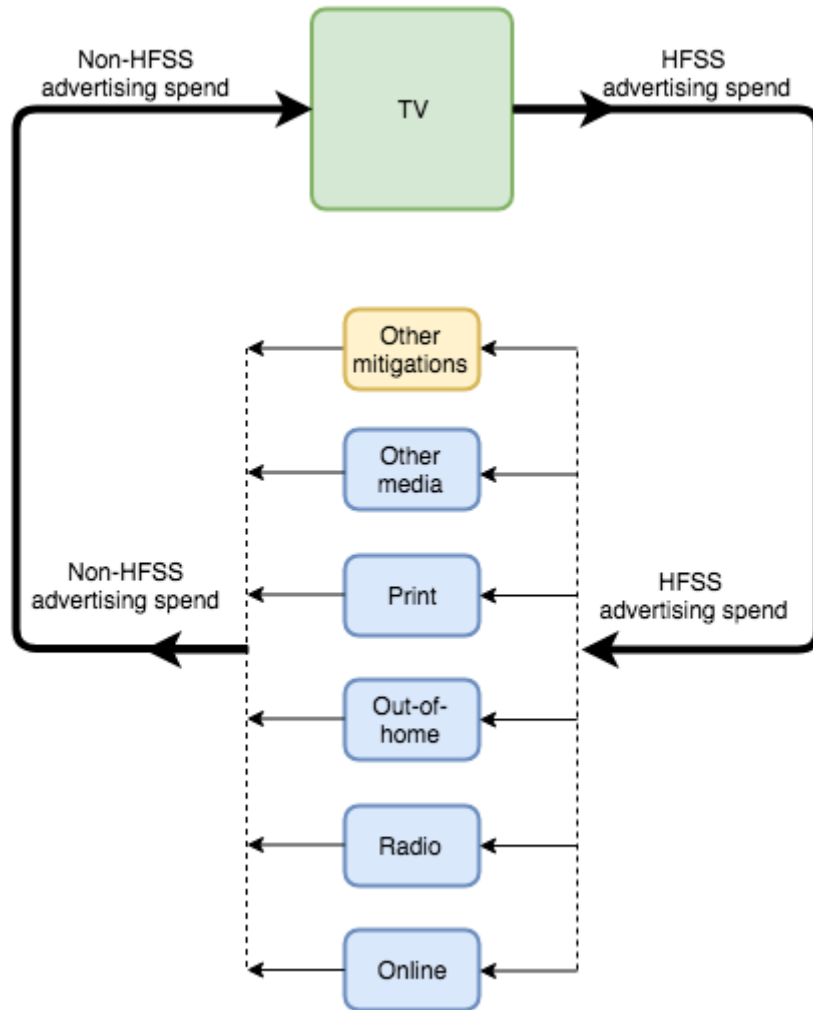 Non-HFSS
advertising spend
TV
HFSS
advertising spend
Other
mitigations
Other
media
Non-HFSS
advertising spend
Print
HFSS
advertising spend
Out-of-
home
Radio
Online